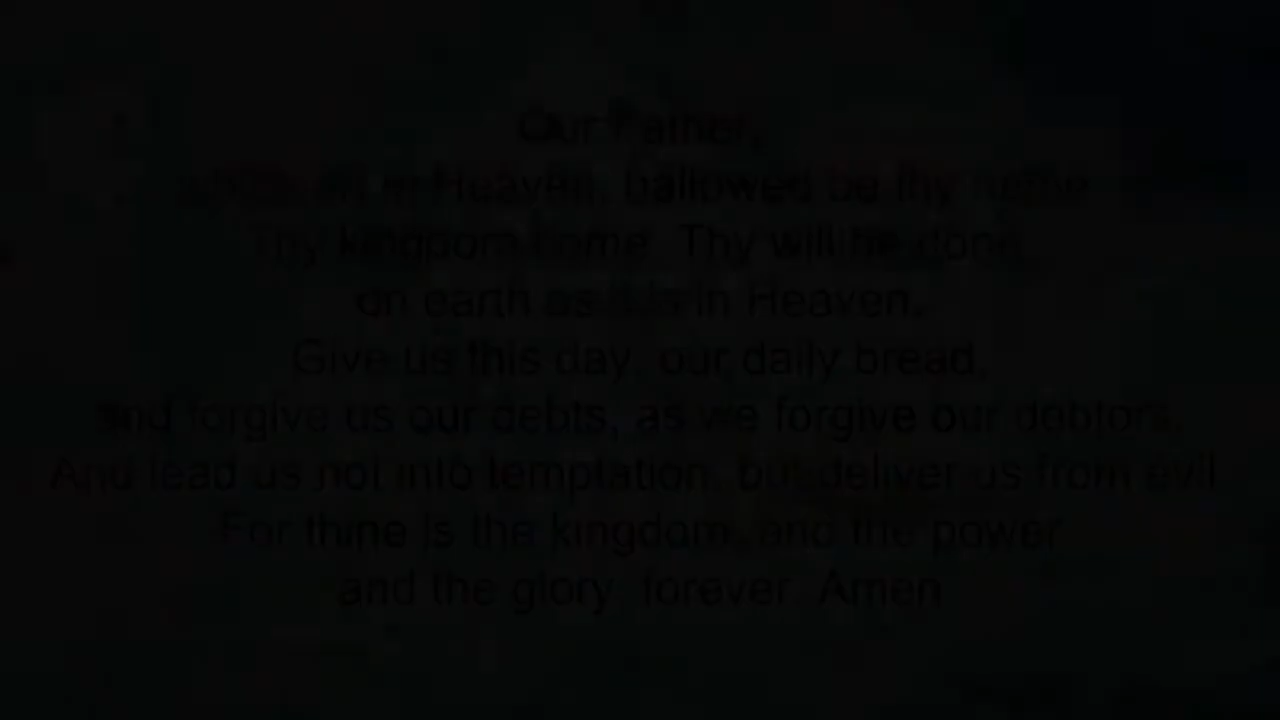 Our Father,
which art in Heaven, hallowed be thy name
Thy kingdom come. Thy will be done,
on earth as it is in Heaven.
Give us this day, our daily bread,
and forgive us our debts, as we forgive our debtors.
And lead us not into temptation, but deliver us from evil
For thine is the kingdom, and the power
and the glory, forever. Amen